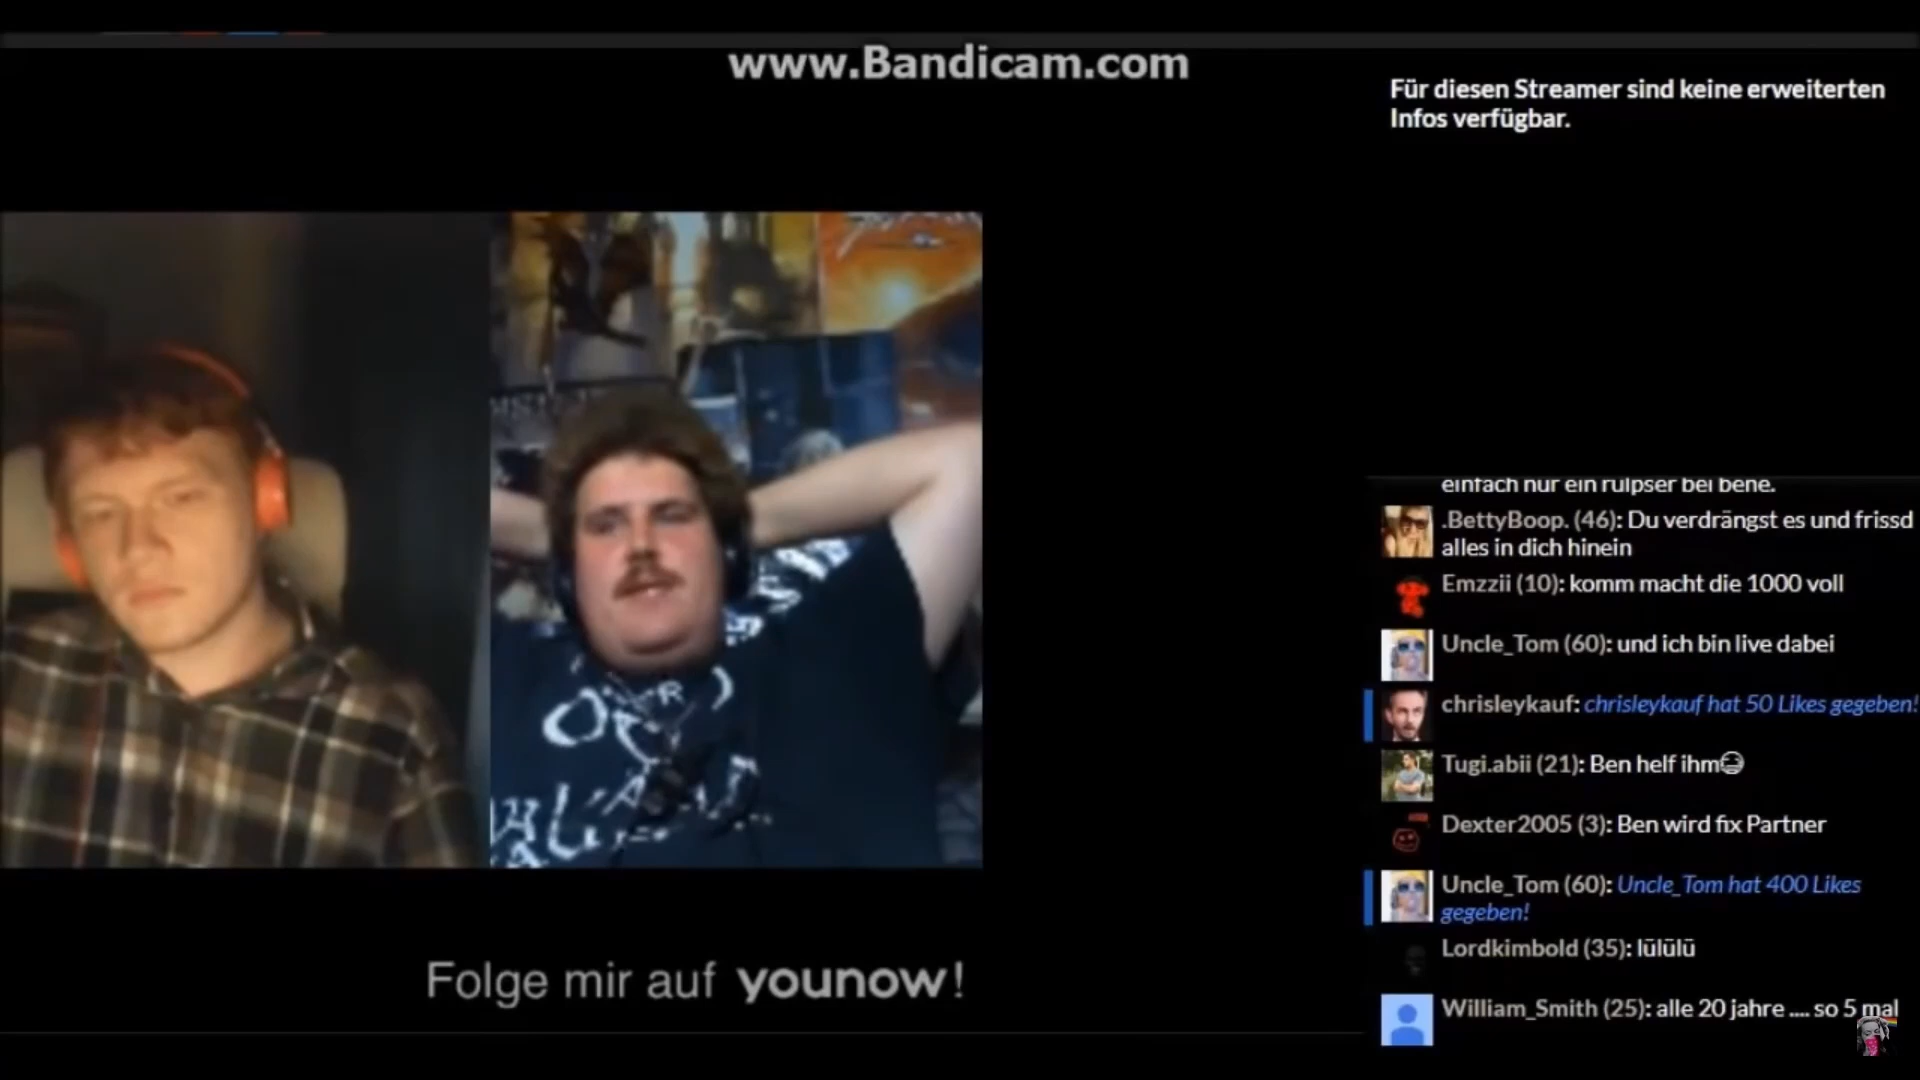 www.Bandicam.com
Für diesen Streamer sind keine erweiterten
Infos verfügbar.
einfach nur ein rülpser bei bene.
.BettyBoop. (46): Du verdrängst es und frissd
alles in dich hinein
Emzzii (10): komm macht die 1000 voll
Uncle_Tom (60): und ich bin live dabei
chrisleykauf: chrisleykauf hat 50 Likes gegeben!
Tugi.abii (21): Ben helf ihm😂
Dexter2005 (3): Ben wird fix Partner
Uncle_Tom (60): Uncle_Tom hat 400 Likes
gegeben!
Lordkimbold (35): lülülü
William_Smith (25): alle 20 jahre .... so 5 mal
Folge mir auf younow!